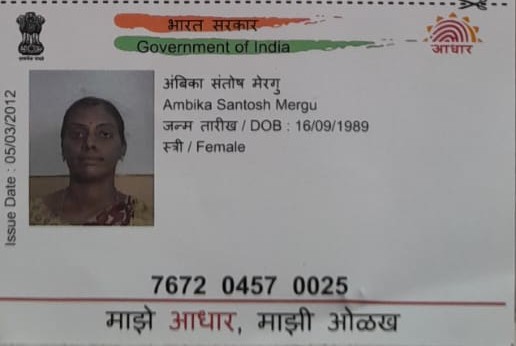 भारत सरकार
Government of India
आधार
Issue Date : 05/03/2012
अंबिका संतोष मेरगु
Ambika Santosh Mergu
जन्म तारीख / DOB : 16/09/1989
स्त्री / Female
7672 0457 0025
माझे आधार, माझी ओळख